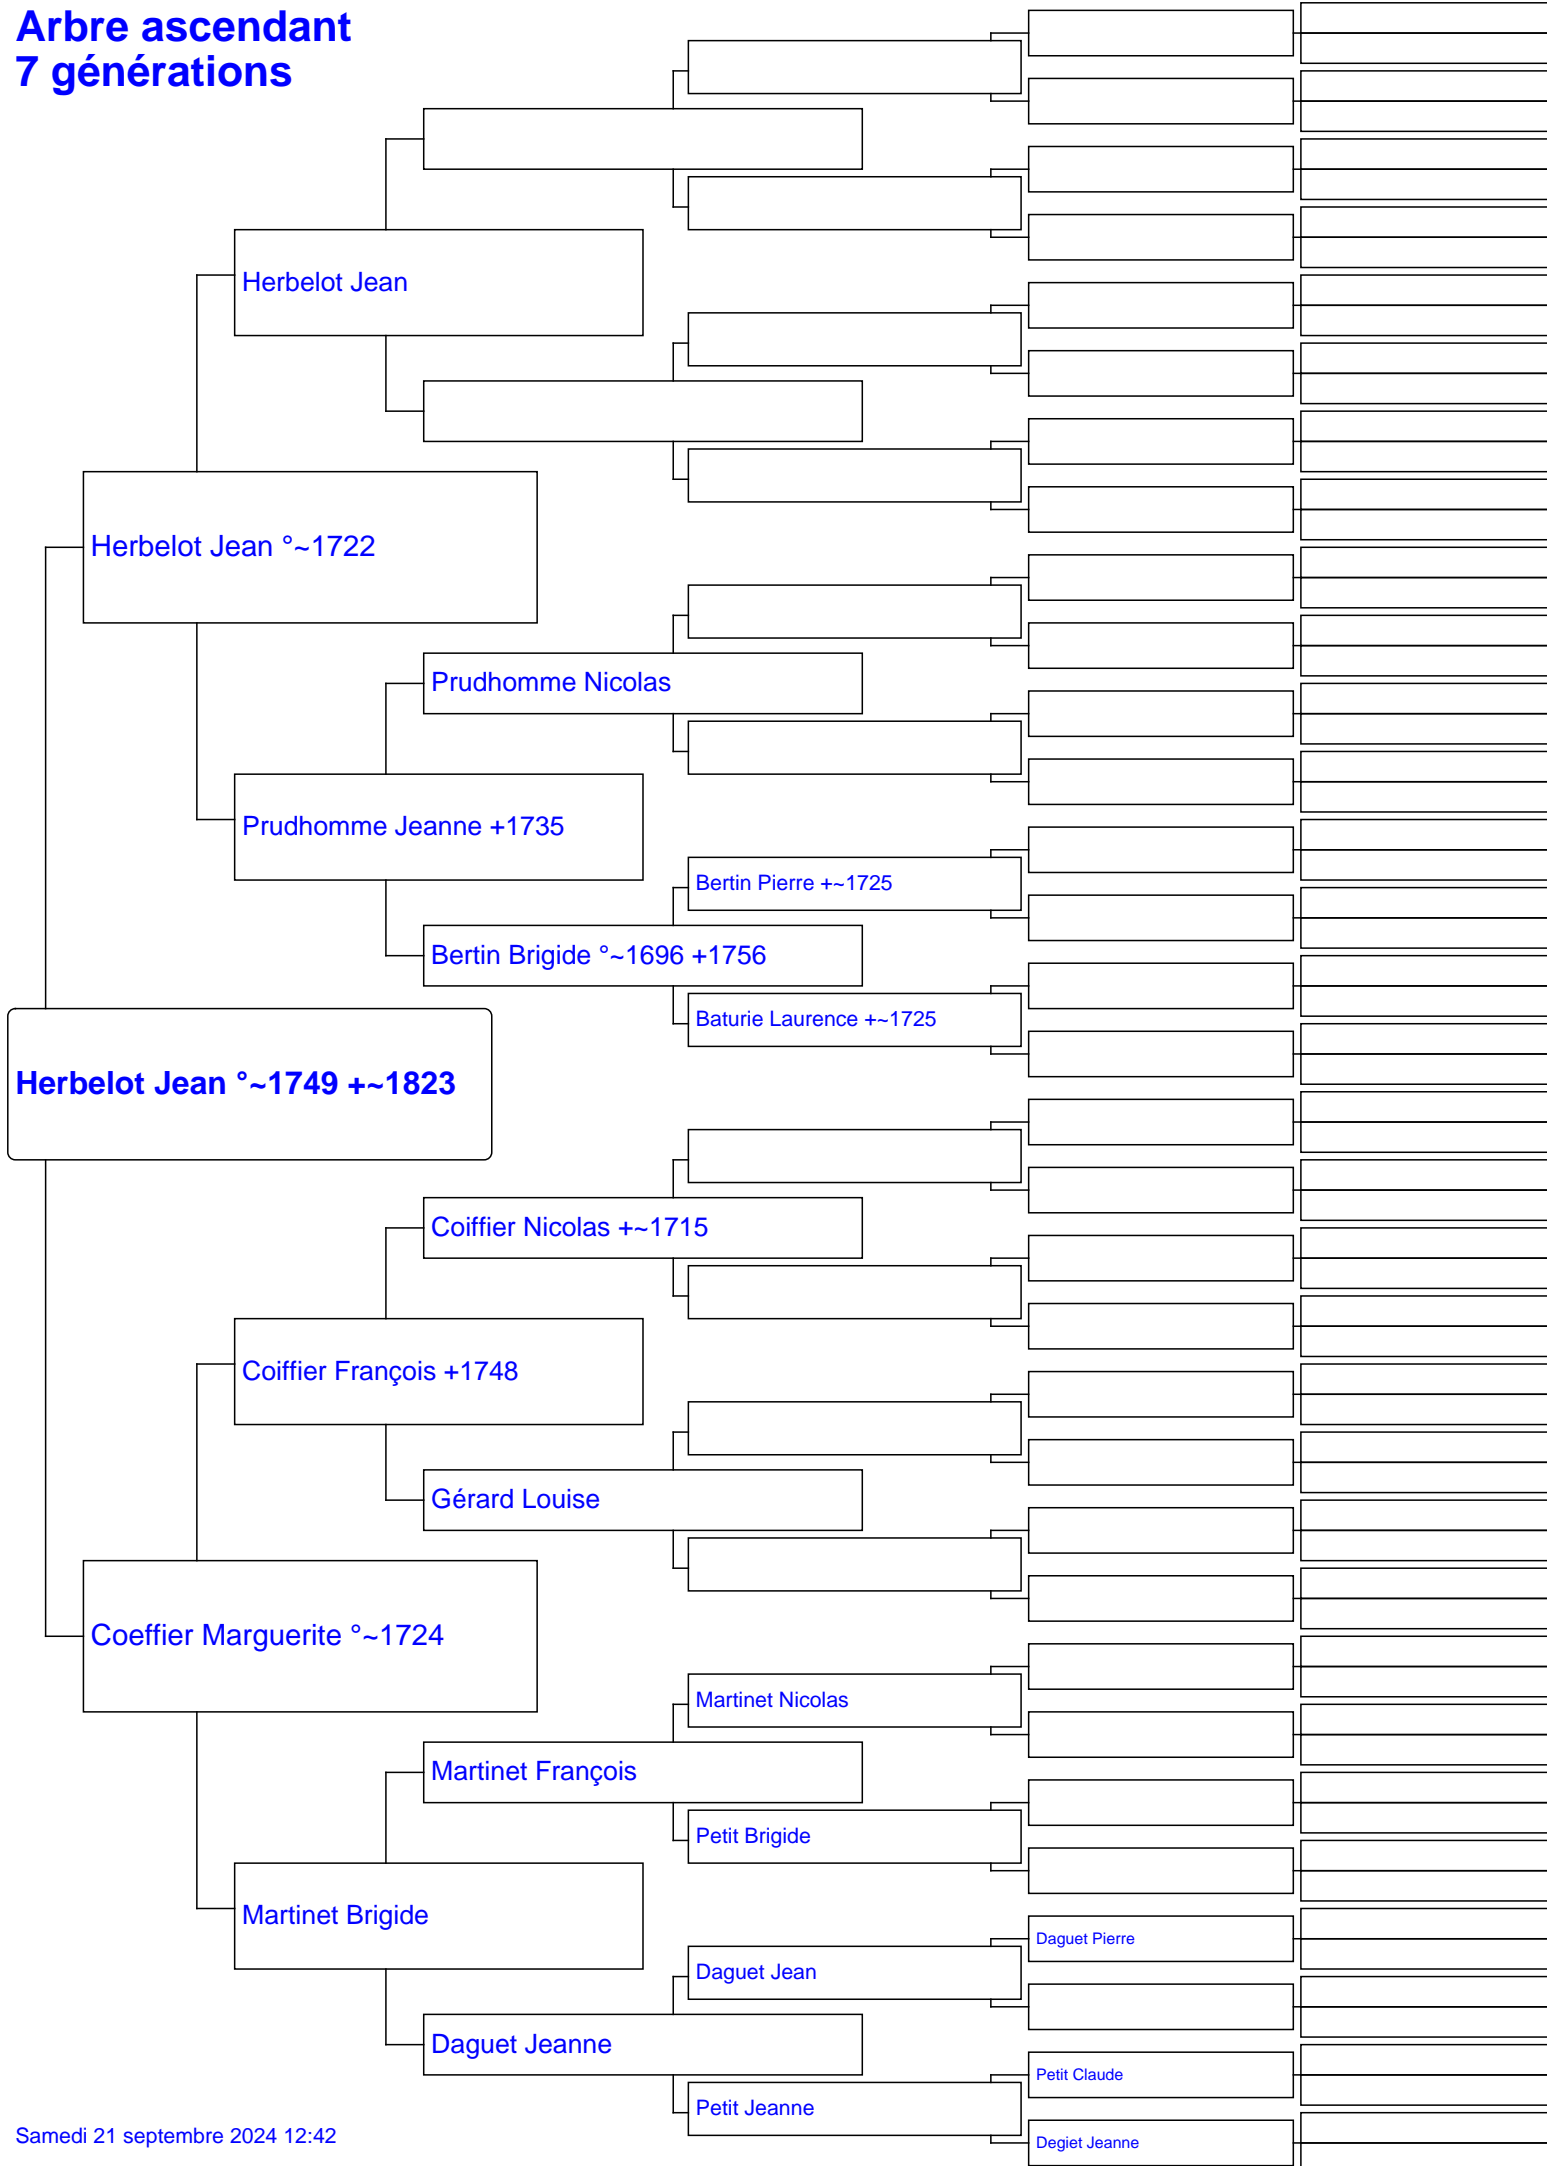 Arbre ascendant
7 générations
Herbelot Jean
Herbelot Jean °~1722
Prudhomme Nicolas
Prudhomme Jeanne +1735
Bertin Pierre +~1725
Bertin Brigide °~1696 +1756
Baturie Laurence +~1725
Herbelot Jean °~1749 +~1823
Coiffier Nicolas +~1715
Coiffier François +1748
Gérard Louise
Coeffier Marguerite °~1724
Martinet Nicolas
Martinet François
Petit Brigide
Martinet Brigide
Daguet Pierre
Daguet Jean
Daguet Jeanne
Petit Claude
Petit Jeanne
Degiet Jeanne
Samedi 21 septembre 2024 12:42